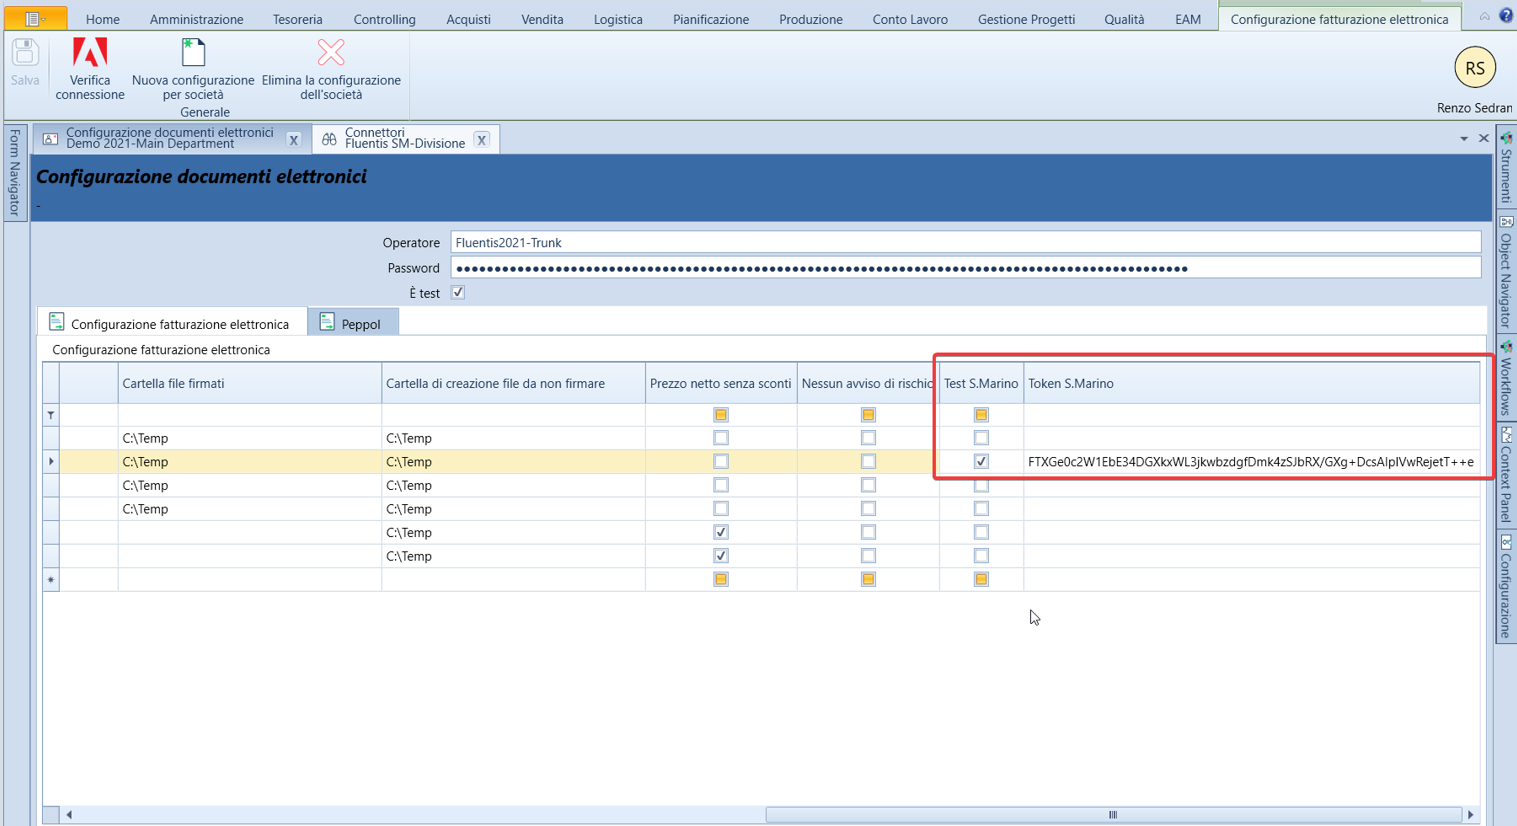 Home Amministrazione Tesoreria Controlling Acquisti Vendita Logistica Pianificazione Produzione Conto Lavoro Gestione Progetti Qualità EAM Configurazione fatturazione elettronica
Salva
Verifica connessione
Nuova configurazione per società
Elimina la configurazione dell'società
Generale
RS
Renzo Sedran
Form Navigator
Configurazione documenti elettronici
Demo 2021-Main Department
X
Connettori
Fluentis SM-Divisione
X
Configurazione documenti elettronici
-
Operatore Fluentis2021-Trunk
Password
È test
Configurazione fatturazione elettronica Peppol
Configurazione fatturazione elettronica
Cartella file firmati Cartella di creazione file da non firmare Prezzo netto senza sconti Nessun avviso di rischio Test S.Marino Token S.Marino
C:\Temp C:\Temp
C:\Temp C:\Temp FTXGe0c2W1EbE34DGXkxWL3jkwbzdgfDmk4zSJbRX/GXg+DcsAIpIVwRejetT++e
C:\Temp C:\Temp
C:\Temp C:\Temp
C:\Temp
C:\Temp
Strumenti
Object Navigator
Workflows
Context Panel
Configurazione